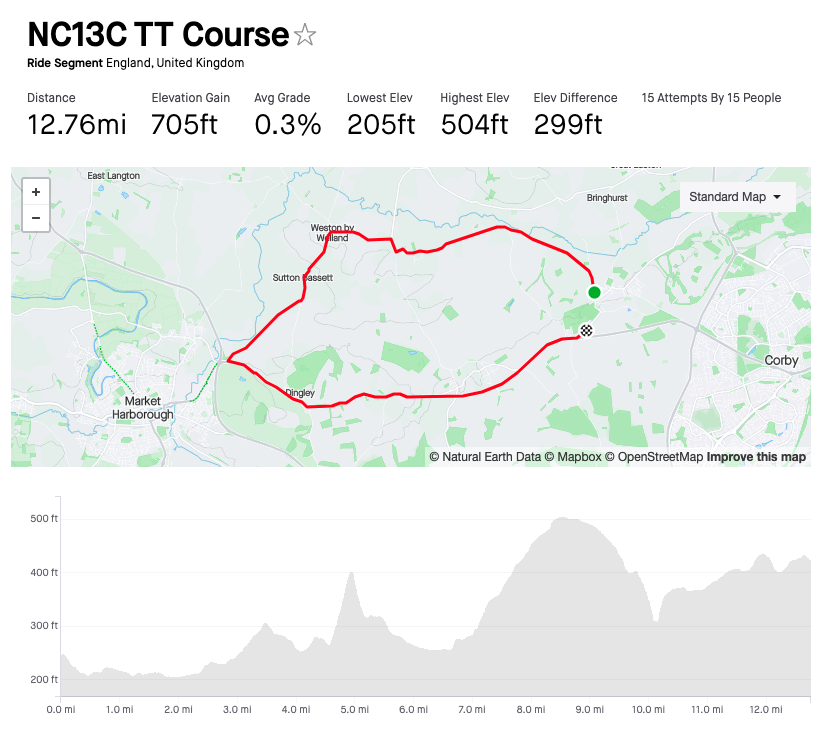 NC13C TT Course
Ride Segment England, United Kingdom
Distance Elevation Gain Avg Grade Lowest Elev Highest Elev Elev Difference 15 Attempts By 15 People
12.76mi 705ft 0.3% 205ft 504ft 299ft
+
−
East Langton
Bringhurst
Standard Map
Weston by
Welland
Sutton Bassett
Corby
Dingley
Market
Harborough
© Natural Earth Data © Mapbox © OpenStreetMap Improve this map
500 ft
400 ft
300 ft
200 ft
0.0 mi 1.0 mi 2.0 mi 3.0 mi 4.0 mi 5.0 mi 6.0 mi 7.0 mi 8.0 mi 9.0 mi 10.0 mi 11.0 mi 12.0 mi